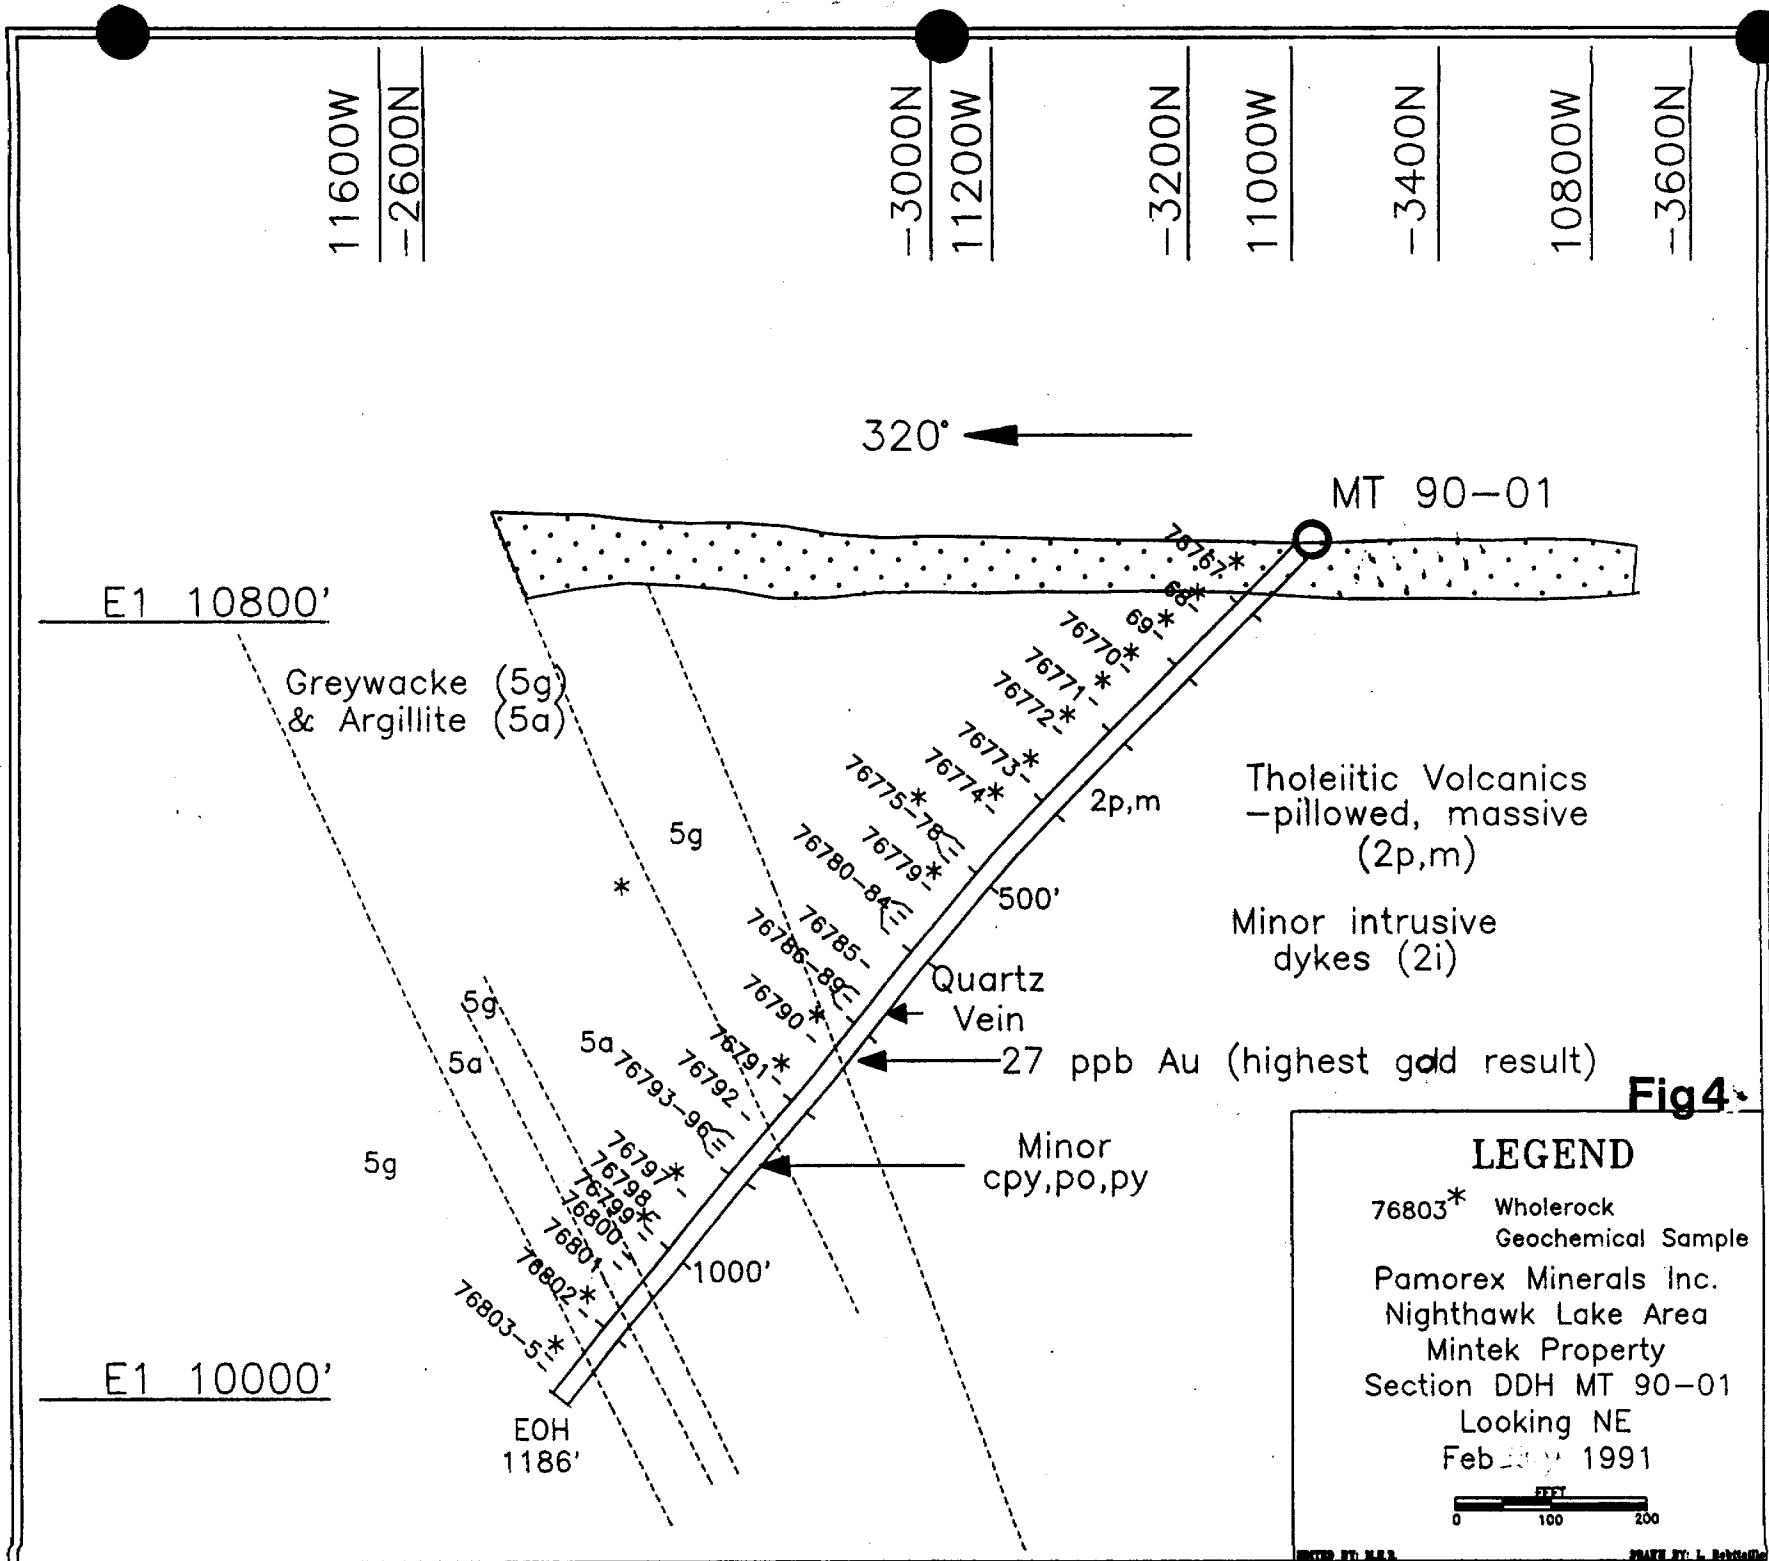 11600W
-2600N
-3000N
11200W
-3200N
11000W
-3400N
10800W
-3600N
320°
MT 90-01
E1 10800'
Greywacke (5g)
& Argillite (5a)
76767*
68*
69*
76770*
76771*
76772*
76773*
76774*
76775-78*
76779*
76780-84
76785
76786-89
76790*
76791*
76792
76793-96
76797*
76798
76799*
76800
76801
76802*
76803-5*
2p,m
Tholeiitic Volcanics
-pillowed, massive
(2p,m)
5g
*
500'
Minor intrusive
dykes (2i)
Quartz
Vein
5g
5a
5a
27 ppb Au (highest gold result)
Minor
cpy,po,py
5g
1000'
E1 10000'
EOH
1186'
Fig4
LEGEND
76803* Wholerock
Geochemical Sample
Pamorex Minerals Inc.
Nighthawk Lake Area
Mintek Property
Section DDH MT 90-01
Looking NE
Feb 1991
FEET
0 100 200
DRAWN BY: L.